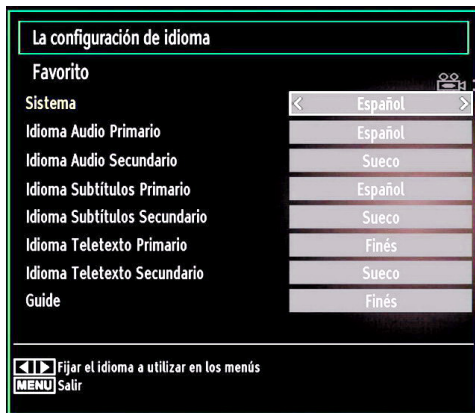 La configuración de idioma
Favorito
Sistema Español
Idioma Audio Primario Español
Idioma Audio Secundario Sueco
Idioma Subtítulos Primario Español
Idioma Subtítulos Secundario Sueco
Idioma Teletexto Primario Finés
Idioma Teletexto Secundario Sueco
Guide Finés
Fijar el idioma a utilizar en los menús
MENU Salir